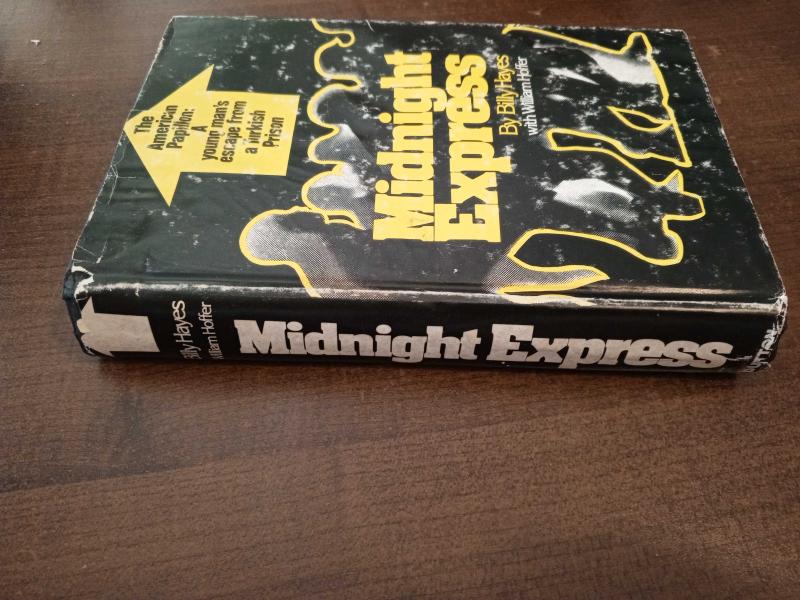 The
American
Papillon:
A
young man's
escape from
a Turkish
Prison
Midnight
Express
By Billy Hayes
with William Hoffer
Billy Hayes
William Hoffer
Midnight Express